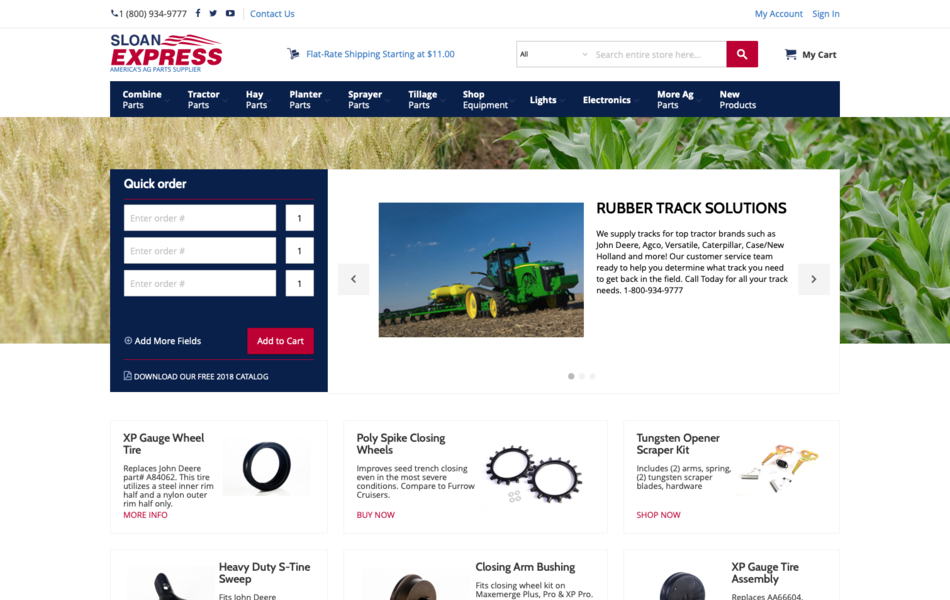 1 (800) 934-9777
Contact Us
My Account
Sign In
SLOAN
EXPRESS
AMERICA'S AG PARTS SUPPLIER
Flat-Rate Shipping Starting at $11.00
All
Search entire store here...
My Cart
Combine
Parts
Tractor
Parts
Hay
Parts
Planter
Parts
Sprayer
Parts
Tillage
Parts
Shop
Equipment
Lights
Electronics
More Ag
Parts
New
Products
Quick order
Enter order #
1
Enter order #
1
Enter order #
1
Add More Fields
Add to Cart
DOWNLOAD OUR FREE 2018 CATALOG
RUBBER TRACK SOLUTIONS
We supply tracks for top tractor brands such as
John Deere, Agco, Versatile, Caterpillar, Case/New
Holland and more! Our customer service team
ready to help you determine what track you need
to get back in the field. Call Today for all your track
needs. 1-800-934-9777
XP Gauge Wheel
Tire
Replaces John Deere
part# A84062. This tire
utilizes a steel inner rim
half and a nylon outer
rim half only.
MORE INFO
Poly Spike Closing
Wheels
Improves seed trench closing
even in the most severe
conditions. Compare to Furrow
Cruisers.
BUY NOW
Tungsten Opener
Scraper Kit
Includes (2) arms, spring,
(2) tungsten scraper
blades, hardware
SHOP NOW
Heavy Duty S-Tine
Sweep
Fits John Deere
Closing Arm Bushing
Fits closing wheel kit on
Maxemerge Plus, Pro & XP Pro.
XP Gauge Tire
Assembly
Replaces AA66604,